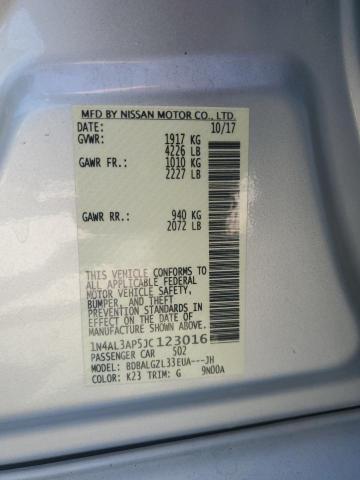 MFD BY NISSAN MOTOR CO., LTD.
DATE: 10/17
GVWR: 1917 KG
4226 LB
GAWR FR.: 1010 KG
2227 LB
GAWR RR.: 940 KG
2072 LB
THIS VEHICLE CONFORMS TO
ALL APPLICABLE FEDERAL
MOTOR VEHICLE SAFETY,
BUMPER, AND THEFT
PREVENTION STANDARDS IN
EFFECT ON THE DATE OF
MANUFACTURE SHOWN ABOVE.
1N4AL3AP5JC123016
PASSENGER CAR 502
MODEL: BDBALGZL33EUA---JH
COLOR: K23 TRIM: G 9N00A